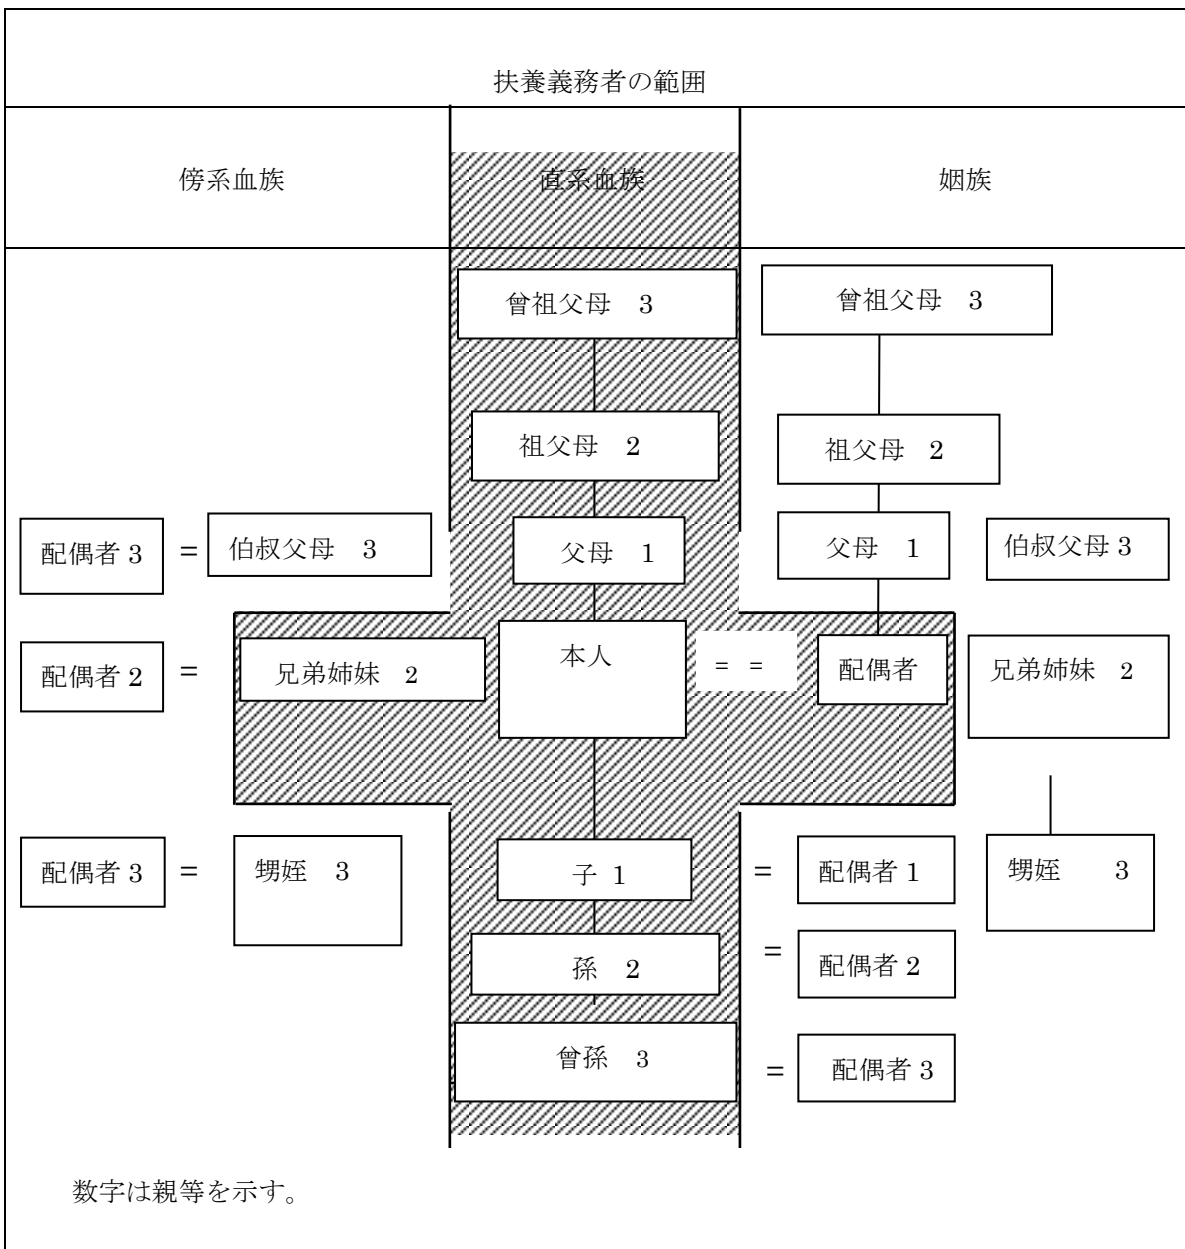 扶養義務者の範囲
傍系血族 直系血族 姻族
曾祖父母 3 曾祖父母 3
祖父母 2 祖父母 2
配偶者 3 = 伯叔父母 3 父母 1 父母 1 伯叔父母 3
配偶者 2 = 兄弟姉妹 2 本人 = = 配偶者 兄弟姉妹 2
配偶者 3 = 甥姪 3 子 1 = 配偶者 1 甥姪 3
孫 2 = 配偶者 2
曾孫 3 = 配偶者 3
数字は親等を示す。